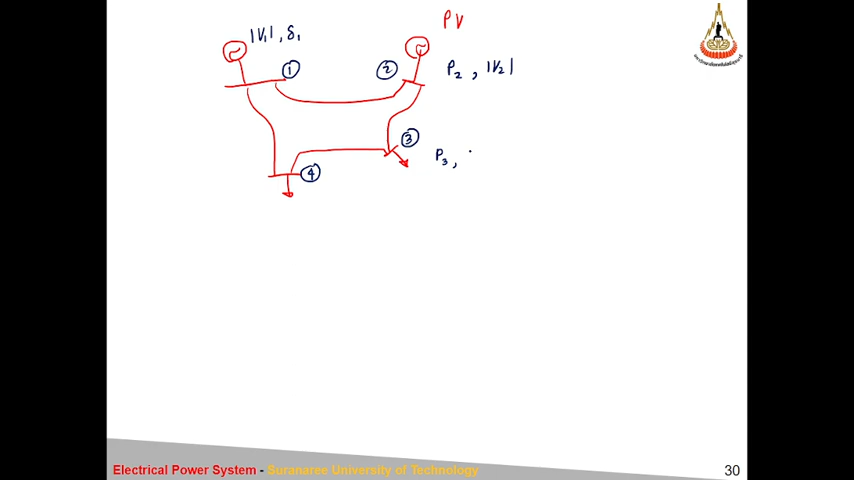 PV
|V₁|, δ₁
①
②
P₂, |V₂|
③
P₃,
④
Electrical Power System - Suranaree University of Technology
30